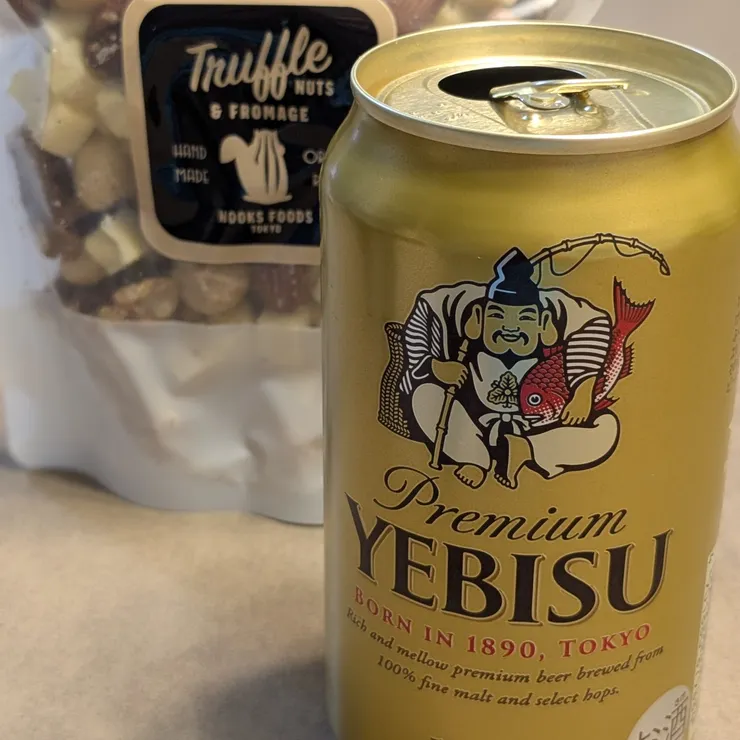 Truffle
NUTS
& FROMAGE
HAND
MADE
NOOKS FOODS
TOKYO
Premium
YEBISU
BORN IN 1890, TOKYO
Rich and mellow premium beer brewed from
100% fine malt and select hops.
酒